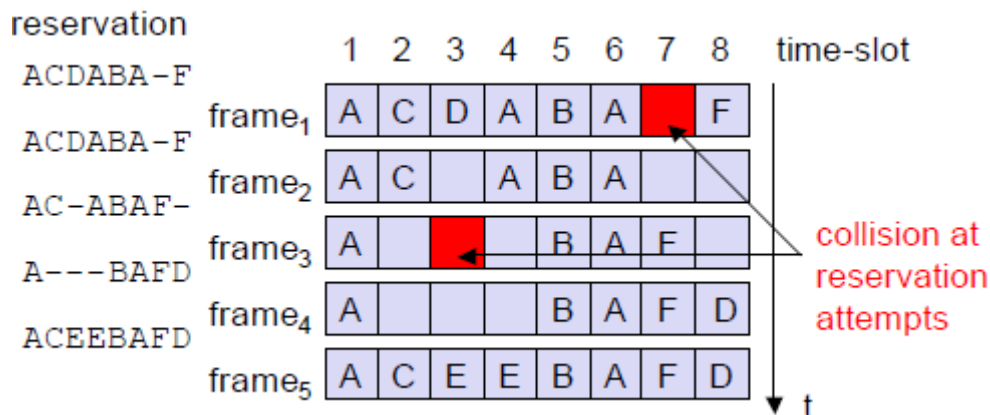 reservation
1 2 3 4 5 6 7 8 time-slot
ACDABA-F
frame1 A C D A B A F
ACDABA-F
frame2 A C A B A
AC-ABAF-
frame3 A B A F
collision at
reservation
attempts
A---BAFD
frame4 A B A F D
ACEEBAFD
frame5 A C E E B A F D
t